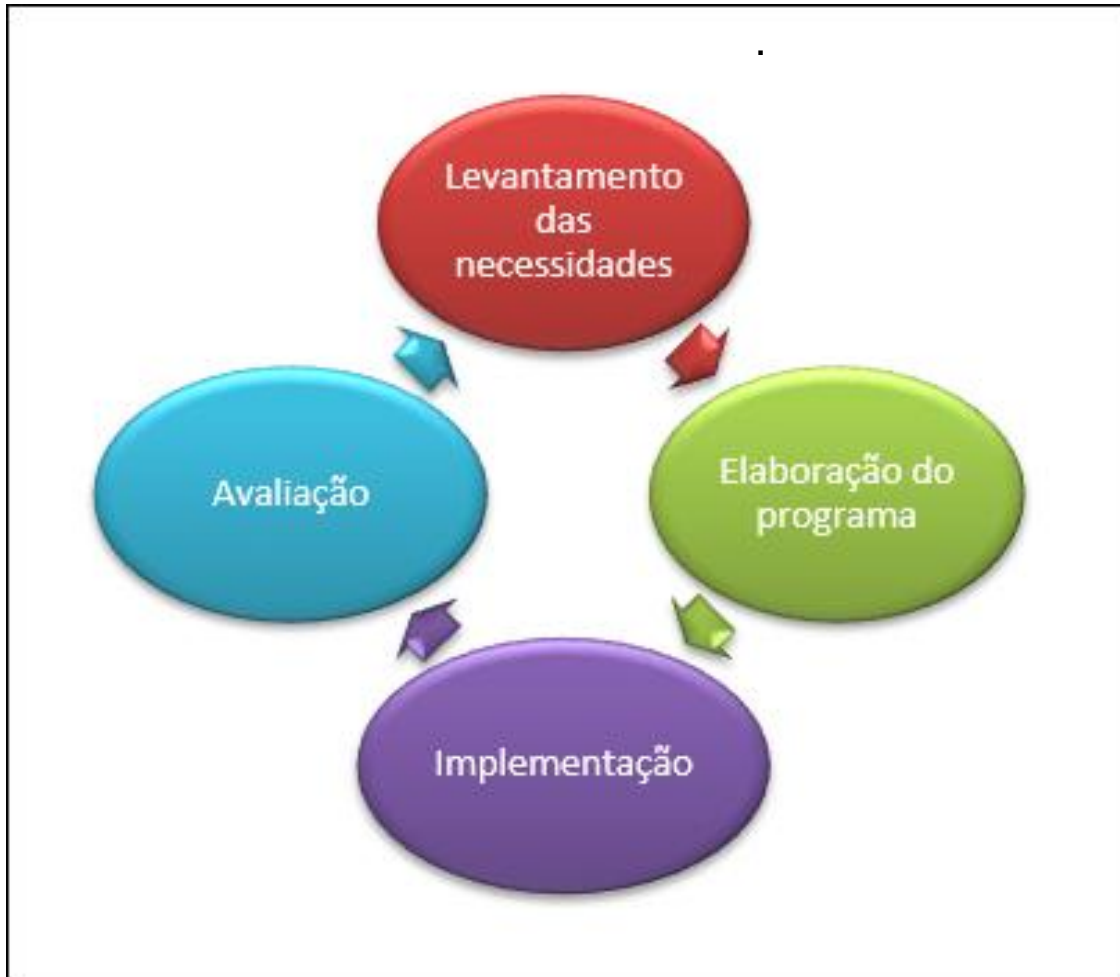 .
Levantamento
das
necessidades
Elaboração do
programa
Implementação
Avaliação